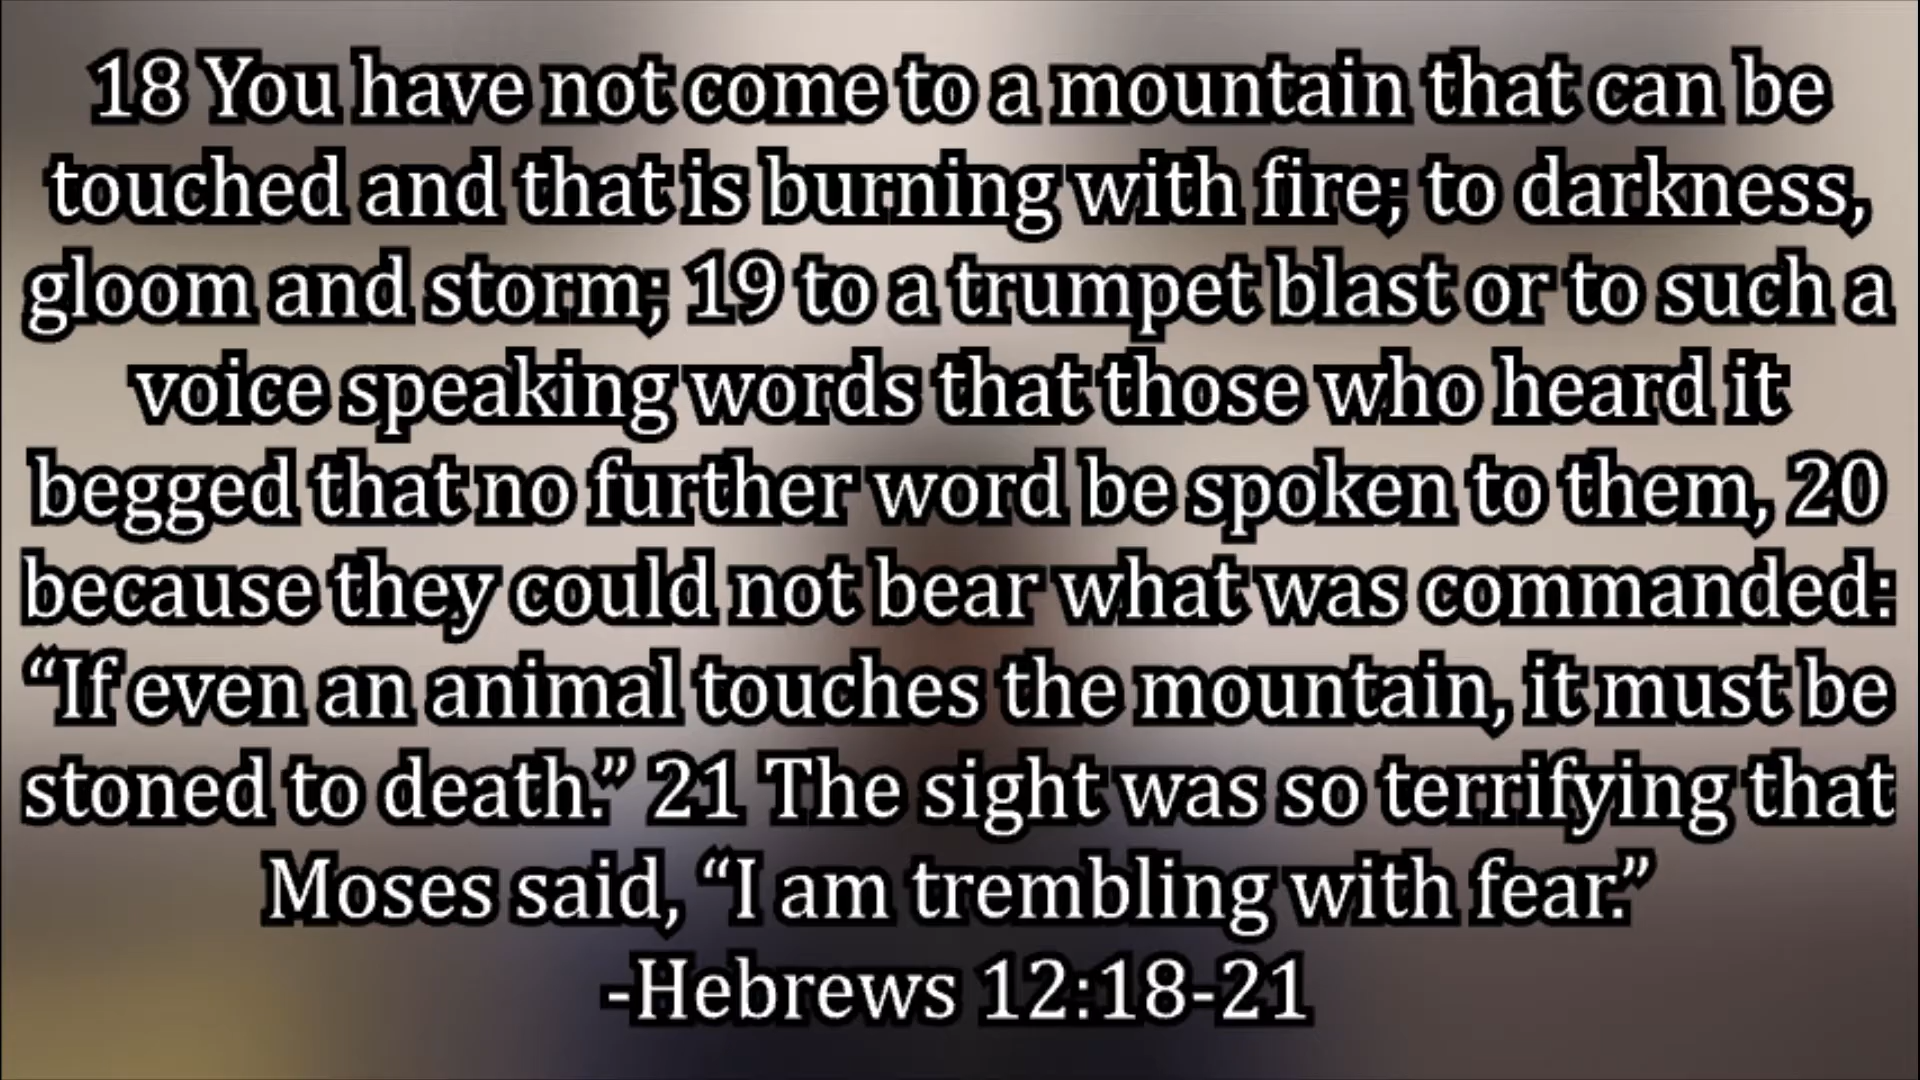 18 You have not come to a mountain that can be
touched and that is burning with fire; to darkness,
gloom and storm; 19 to a trumpet blast or to such a
voice speaking words that those who heard it
begged that no further word be spoken to them, 20
because they could not bear what was commanded:
“If even an animal touches the mountain, it must be
stoned to death.” 21 The sight was so terrifying that
Moses said, “I am trembling with fear.”
-Hebrews 12:18-21